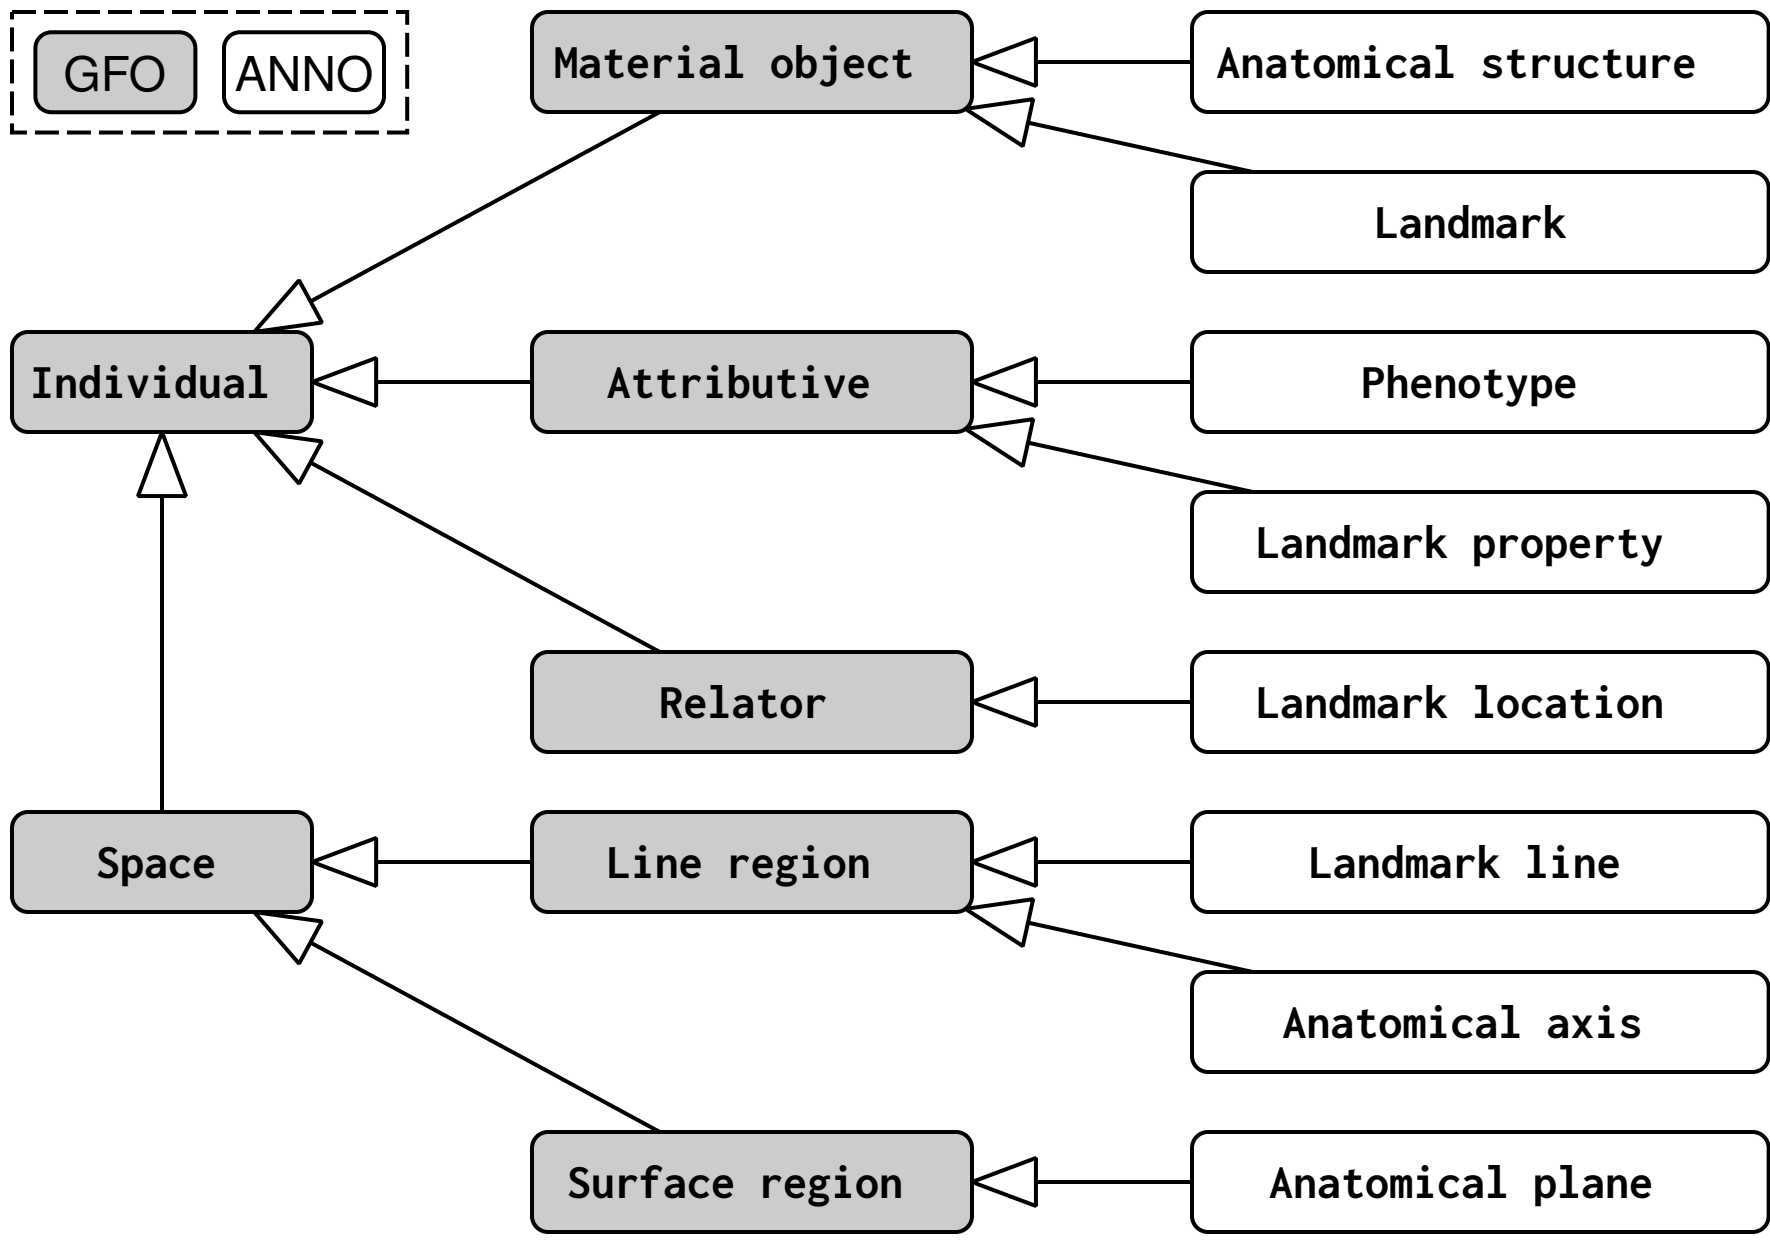 GFO ANNO
Material object
Anatomical structure
Landmark
Individual
Attributive
Phenotype
Landmark property
Relator
Landmark location
Space
Line region
Landmark line
Anatomical axis
Surface region
Anatomical plane